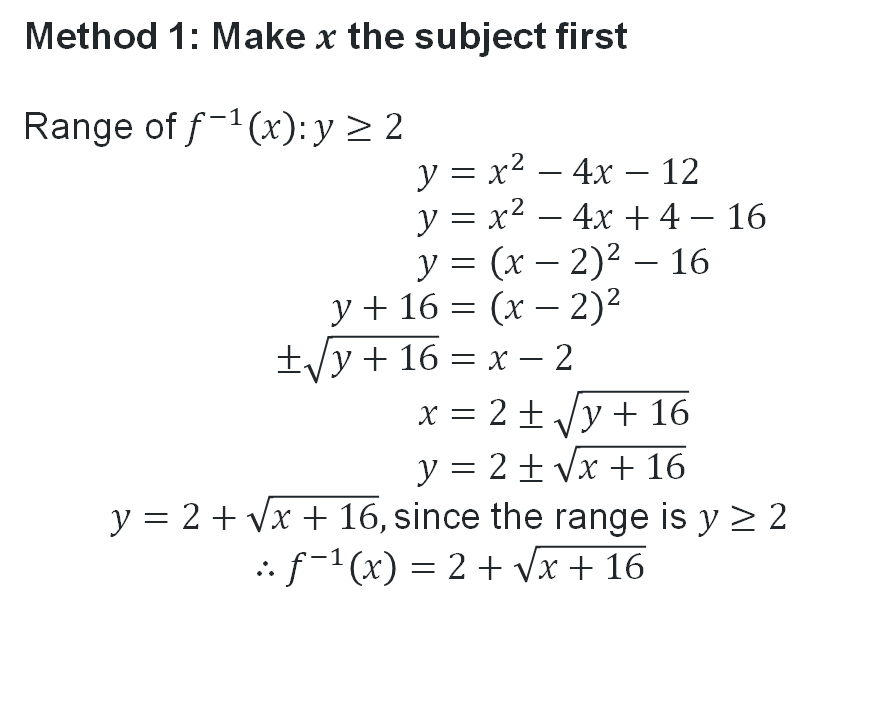 Method 1: Make x the subject first
Range of f⁻¹(x): y ≥ 2
y = x² − 4x − 12
y = x² − 4x + 4 − 16
y = (x − 2)² − 16
y + 16 = (x − 2)²
±√(y + 16) = x − 2
x = 2 ± √(y + 16)
y = 2 ± √(x + 16)
y = 2 + √(x + 16), since the range is y ≥ 2
∴ f⁻¹(x) = 2 + √(x + 16)